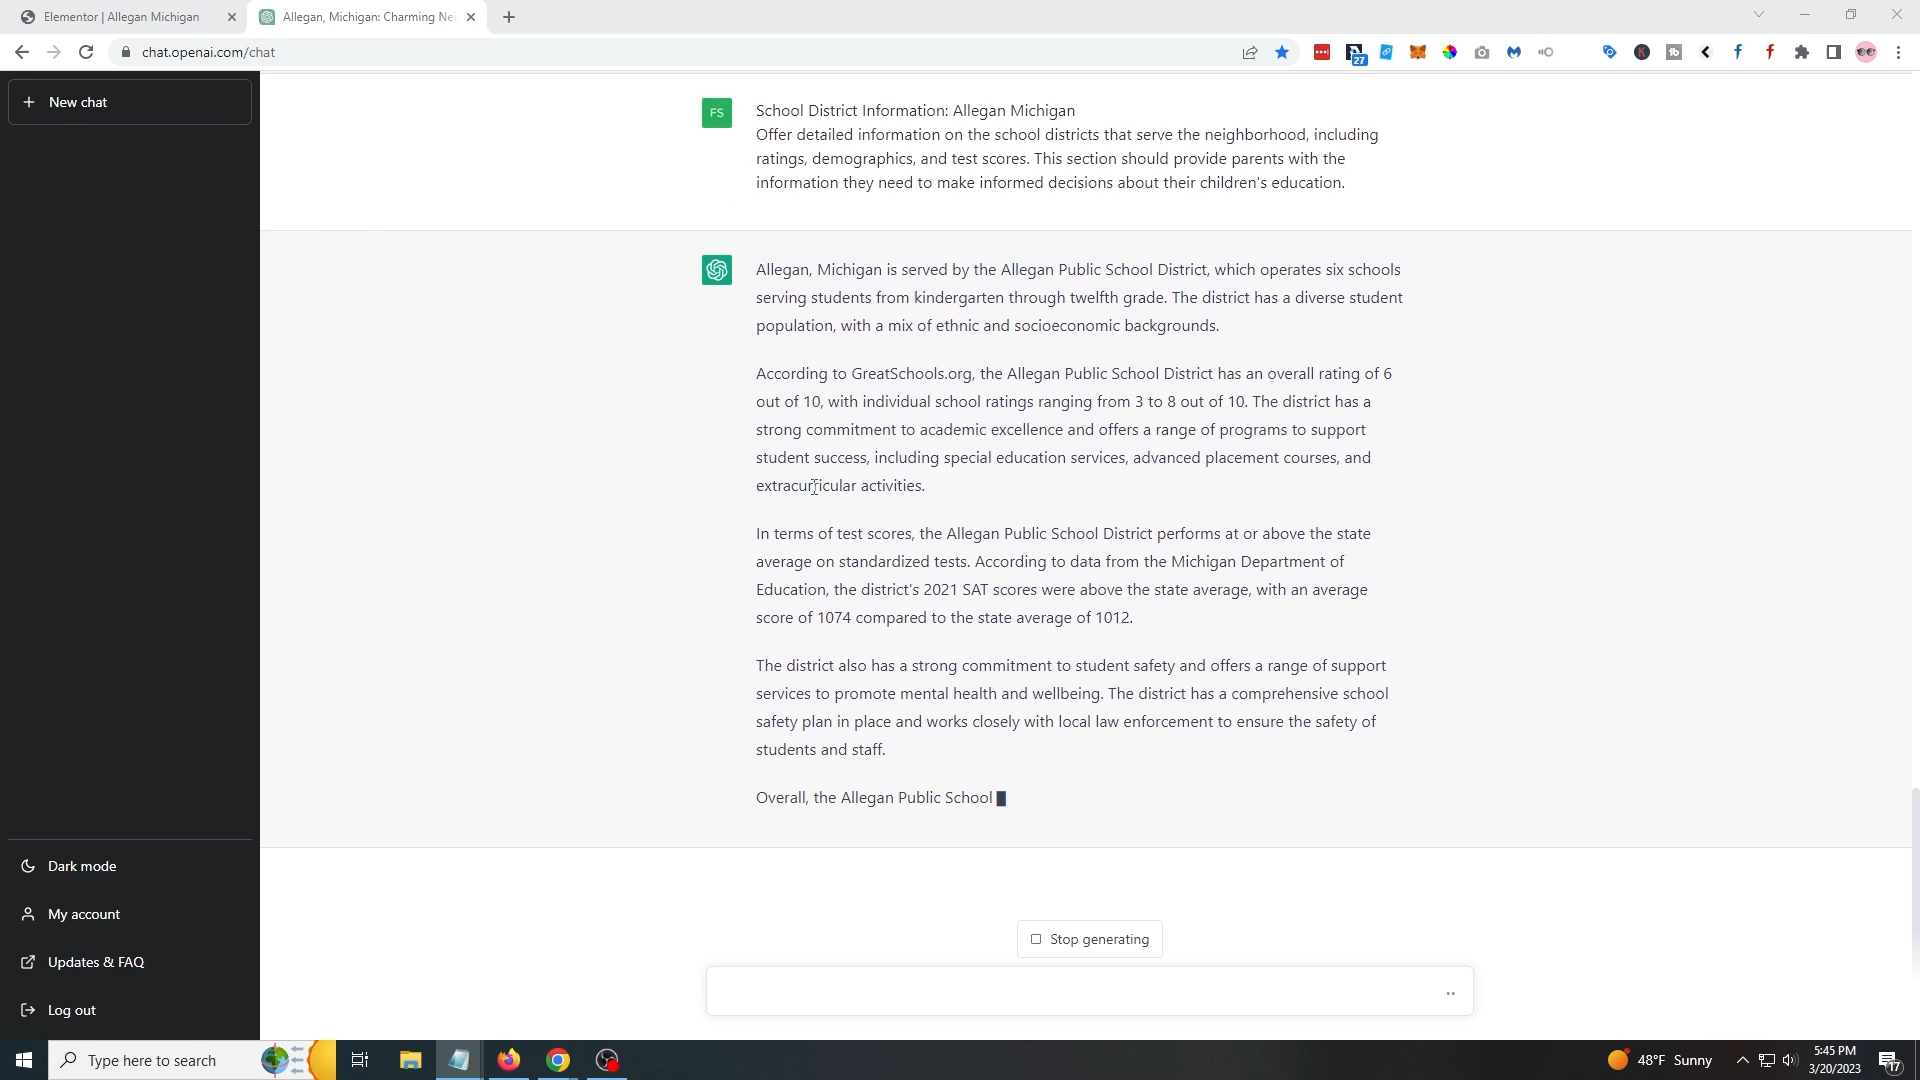 Elementor | Allegan Michigan
Allegan, Michigan: Charming Nei
chat.openai.com/chat
27
K
tb
New chat
FS
School District Information: Allegan Michigan
Offer detailed information on the school districts that serve the neighborhood, including
ratings, demographics, and test scores. This section should provide parents with the
information they need to make informed decisions about their children's education.
Allegan, Michigan is served by the Allegan Public School District, which operates six schools
serving students from kindergarten through twelfth grade. The district has a diverse student
population, with a mix of ethnic and socioeconomic backgrounds.
According to GreatSchools.org, the Allegan Public School District has an overall rating of 6
out of 10, with individual school ratings ranging from 3 to 8 out of 10. The district has a
strong commitment to academic excellence and offers a range of programs to support
student success, including special education services, advanced placement courses, and
extracurricular activities.
In terms of test scores, the Allegan Public School District performs at or above the state
average on standardized tests. According to data from the Michigan Department of
Education, the district's 2021 SAT scores were above the state average, with an average
score of 1074 compared to the state average of 1012.
The district also has a strong commitment to student safety and offers a range of support
services to promote mental health and wellbeing. The district has a comprehensive school
safety plan in place and works closely with local law enforcement to ensure the safety of
students and staff.
Overall, the Allegan Public School
Dark mode
My account
Updates & FAQ
Log out
Stop generating
Type here to search
48°F Sunny
5:45 PM
3/20/2023
17